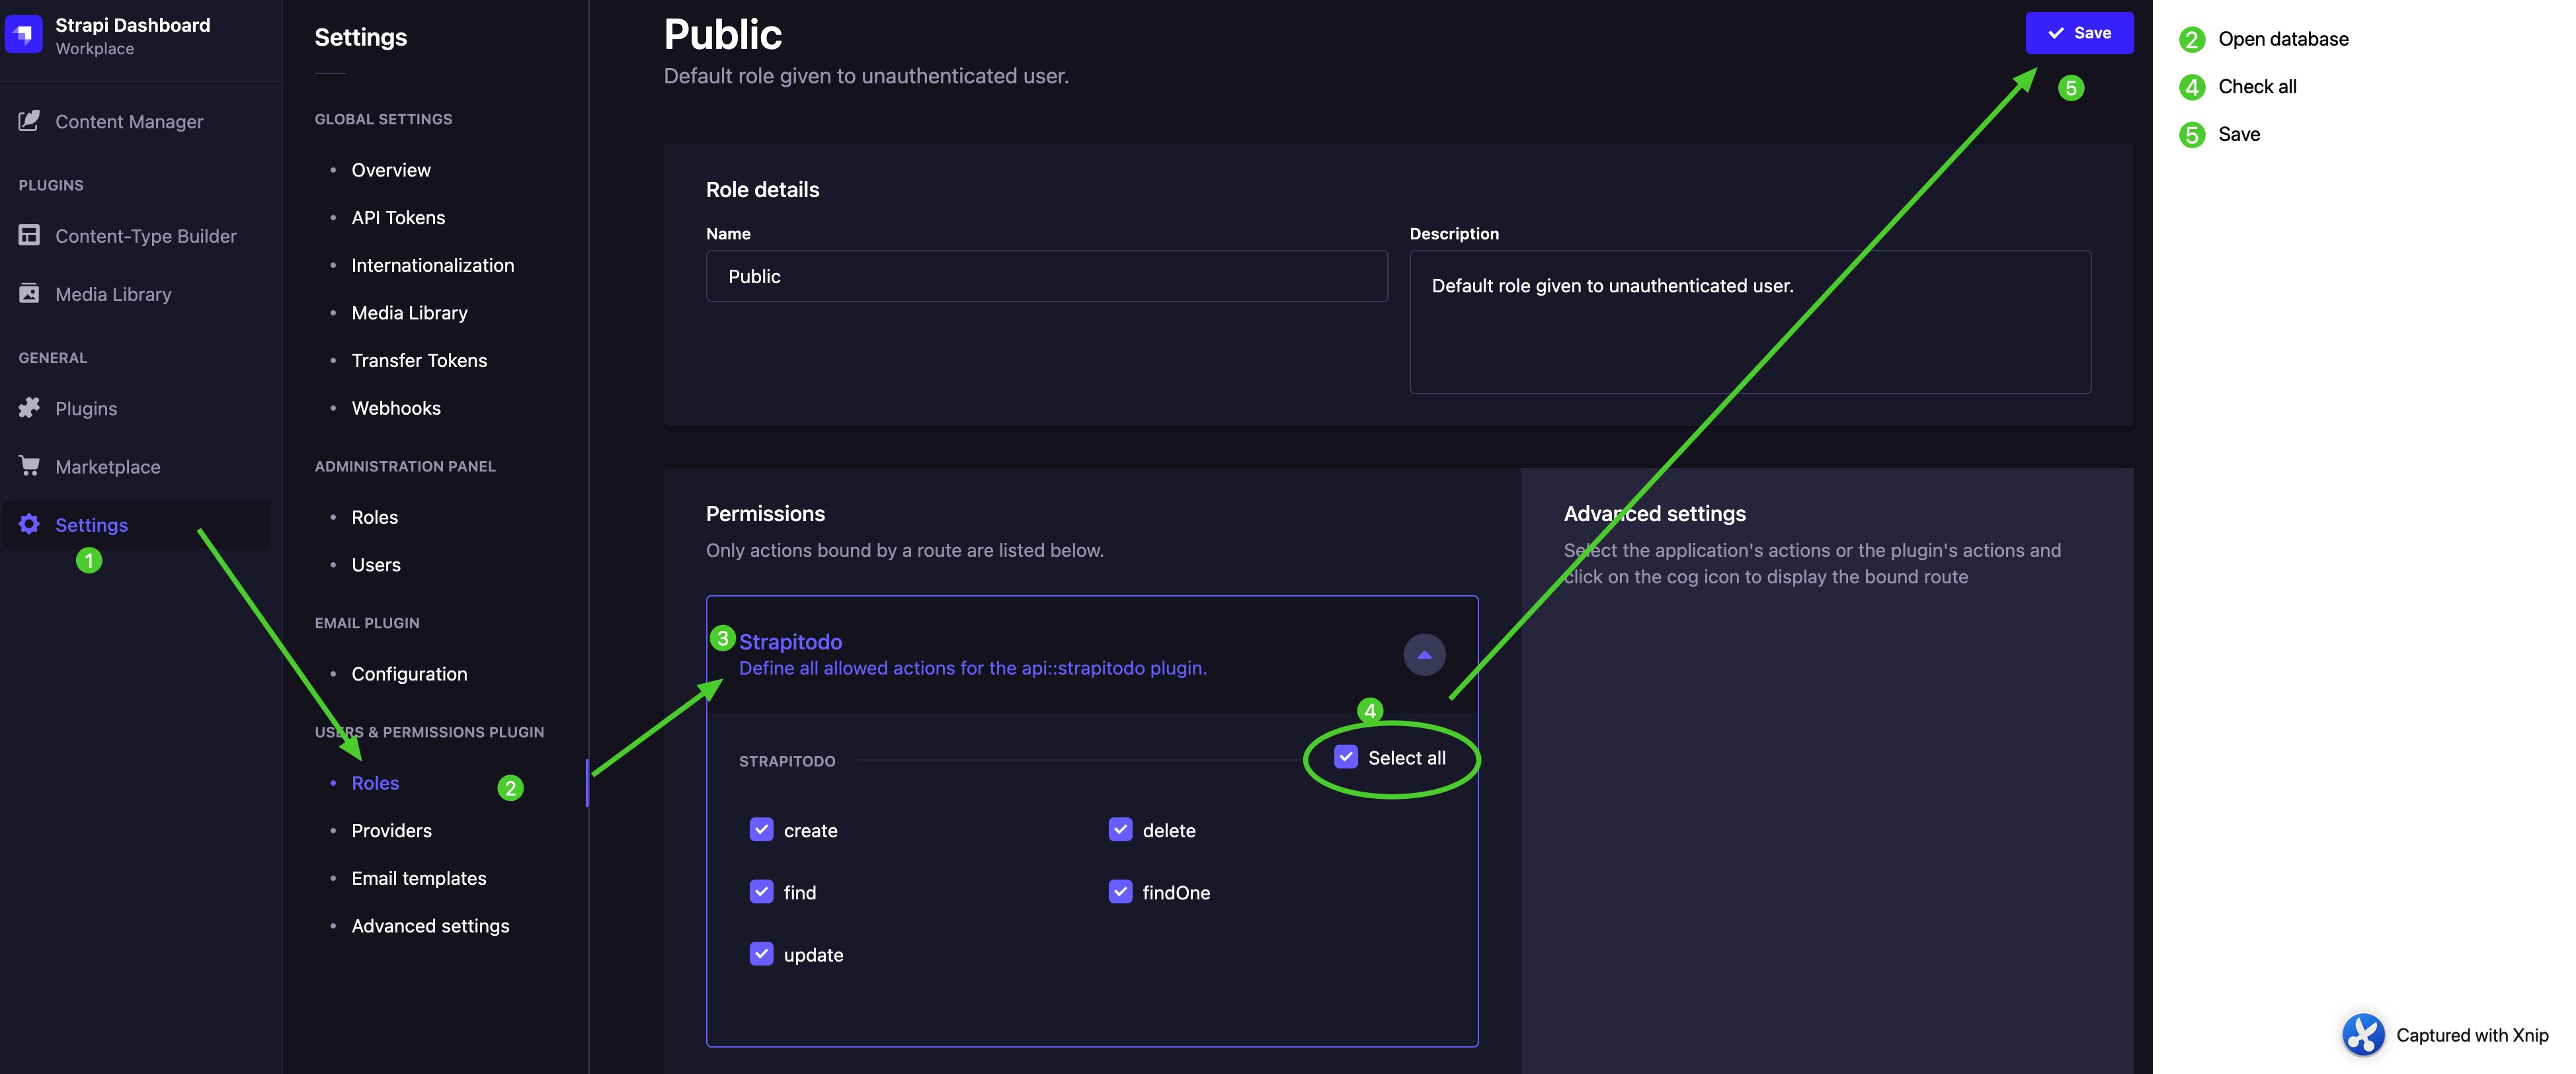 Strapi Dashboard
Workplace
Content Manager
PLUGINS
Content-Type Builder
Media Library
GENERAL
Plugins
Marketplace
Settings
1
Settings
GLOBAL SETTINGS
Overview
API Tokens
Internationalization
Media Library
Transfer Tokens
Webhooks
ADMINISTRATION PANEL
Roles
Users
EMAIL PLUGIN
Configuration
USERS & PERMISSIONS PLUGIN
Roles
2
Providers
Email templates
Advanced settings
Public
Default role given to unauthenticated user.
Save
5
Role details
Name
Public
Description
Default role given to unauthenticated user.
Permissions
Only actions bound by a route are listed below.
3
Strapitodo
Define all allowed actions for the api::strapitodo plugin.
4
STRAPITODO
Select all
create
delete
find
findOne
update
Advanced settings
Select the application's actions or the plugin's actions and
click on the cog icon to display the bound route
2 Open database
4 Check all
5 Save
Captured with Xnip